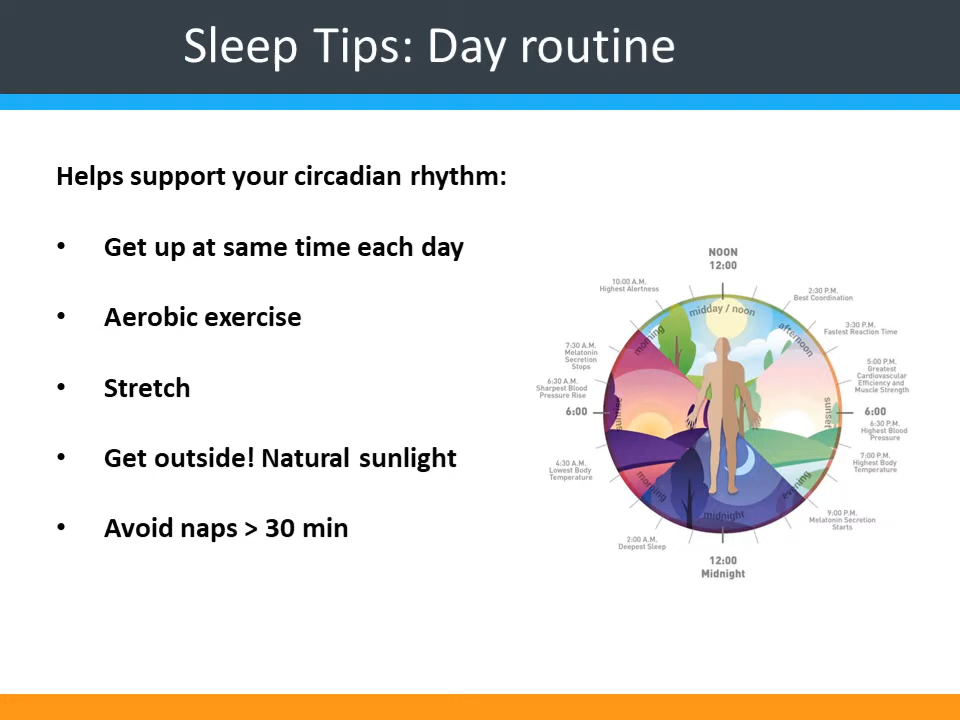 Sleep Tips: Day routine
Helps support your circadian rhythm:
• Get up at same time each day
• Aerobic exercise
• Stretch
• Get outside! Natural sunlight
• Avoid naps > 30 min
NOON
12:00
10:00 A.M.
Highest Alertness
2:30 P.M.
Best Coordination
midday / noon
morning
afternoon
3:30 P.M.
Fastest Reaction Time
7:30 A.M.
Melatonin
Secretion
Stops
5:00 P.M.
Greatest
Cardiovascular
Efficiency and
Muscle Strength
6:30 A.M.
Sharpest Blood
Pressure Rise
6:00
sunrise
sunset
6:00
6:30 P.M.
Highest Blood
Pressure
4:30 A.M.
Lowest Body
Temperature
7:00 P.M.
Highest Body
Temperature
morning
evening
midnight
9:00 P.M.
Melatonin Secretion
Starts
2:00 A.M.
Deepest Sleep
12:00
Midnight